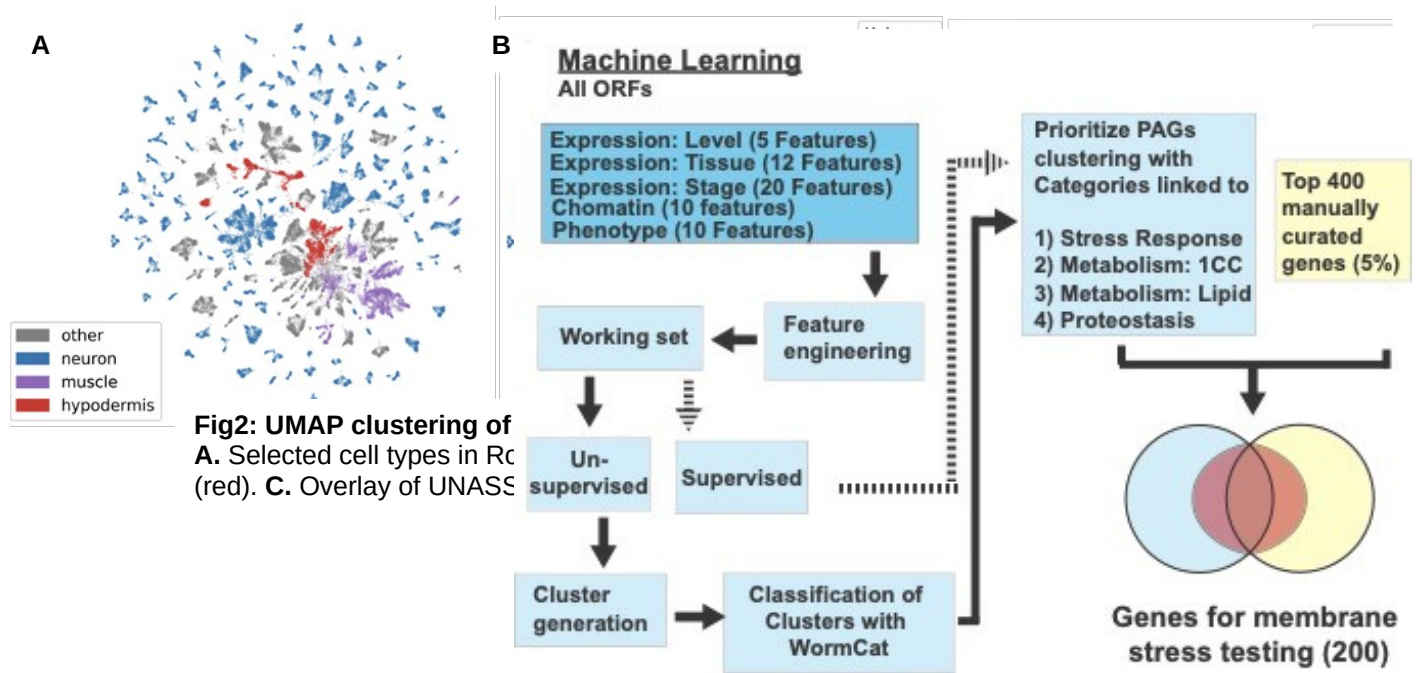 A
other
neuron
muscle
hypodermis
Fig2: UMAP clustering of
A. Selected cell types in Ro
(red). C. Overlay of UNASS
B
Machine Learning
All ORFs
Expression: Level (5 Features)
Expression: Tissue (12 Features)
Expression: Stage (20 Features)
Chomatin (10 features)
Phenotype (10 Features)
Feature
engineering
Working set
Un-
supervised
Supervised
Cluster
generation
Classification of
Clusters with
WormCat
Prioritize PAGs
clustering with
Categories linked to
1) Stress Response
2) Metabolism: 1CC
3) Metabolism: Lipid
4) Proteostasis
Top 400
manually
curated
genes (5%)
Genes for membrane
stress testing (200)